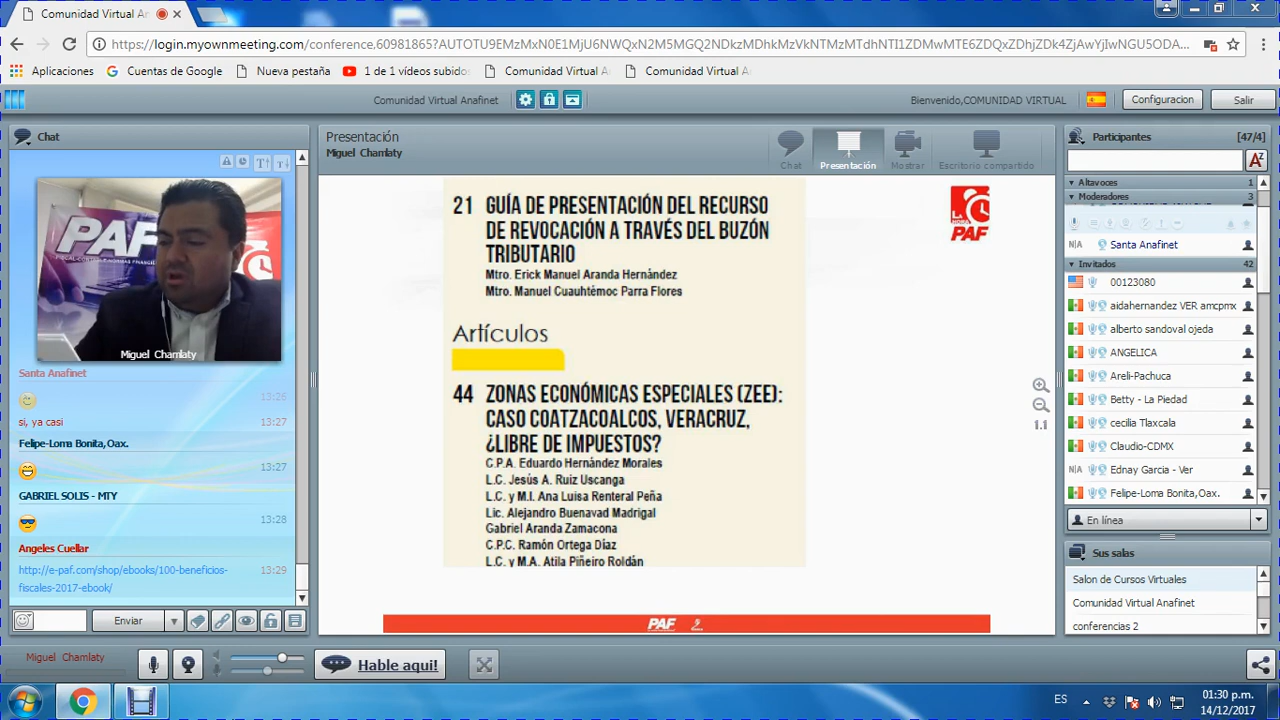 Comunidad Virtual An
https://login.myownmeeting.com/conference.60981865?AUTOTU9EMzMxN0E1MjU6NWQxN2M5MGQ2NDkzMDhkMzVkNTMzMTdhNTI1ZDMwMTE6ZDQxZDhjZDk4ZjAwYjIwNGU5ODA...
Aplicaciones Cuentas de Google Nueva pestaña 1 de 1 vídeos subidos Comunidad Virtual A Comunidad Virtual A
Comunidad Virtual Anafinet
Bienvenido,COMUNIDAD VIRTUAL Configuracion Salir
Chat
PAF
Miguel Chamlaty
Santa Anafinet
13:26
si, ya casi 13:27
Felipe-Loma Bonita,Oax.
13:27
GABRIEL SOLIS - MTY
13:28
Angeles Cuellar
http://e-paf.com/shop/ebooks/100-beneficios- 13:29
fiscales-2017-ebook/
Enviar
Presentación
Miguel Chamlaty
Chat Presentación Mostrar Escritorio compartido
21 GUÍA DE PRESENTACIÓN DEL RECURSO
DE REVOCACIÓN A TRAVÉS DEL BUZÓN
TRIBUTARIO
Mtro. Erick Manuel Aranda Hernández
Mtro. Manuel Cuauhtémoc Parra Flores
Artículos
44 ZONAS ECONÓMICAS ESPECIALES (ZEE):
CASO COATZACOALCOS, VERACRUZ,
¿LIBRE DE IMPUESTOS?
C.P.A. Eduardo Hernández Morales
L.C. Jesús A. Ruiz Uscanga
L.C. y M.I. Ana Luisa Renteral Peña
Lic. Alejandro Buenavad Madrigal
Gabriel Aranda Zamacona
C.P.C. Ramón Ortega Díaz
L.C. y M.A. Atila Piñeiro Roldán
LA
PAF
PAF
1.1
Participantes [47/4]
Altavoces 1
Moderadores 3
N/A Santa Anafinet
Invitados 42
00123080
aidahernandez VER amcpmx
alberto sandoval ojeda
ANGELICA
Areli-Pachuca
Betty - La Piedad
cecilia Tlaxcala
Claudio-CDMX
N/A Ednay Garcia - Ver
Felipe-Loma Bonita,Oax.
En línea
Sus salas
Salon de Cursos Virtuales
Comunidad Virtual Anafinet
conferencias 2
Miguel Chamlaty
Hable aqui!
ES
01:30 p.m.
14/12/2017